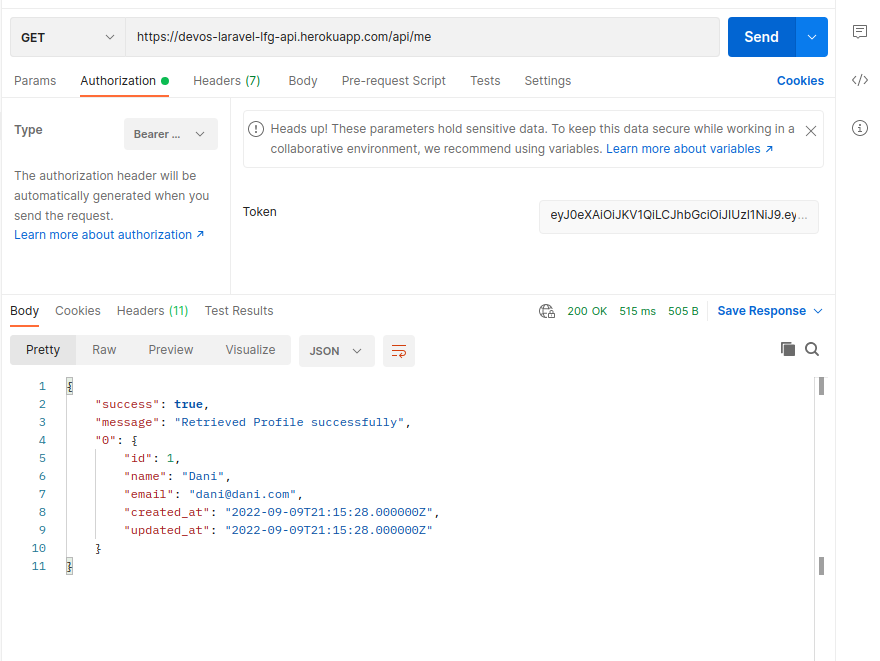 GET https://devos-laravel-lfg-api.herokuapp.com/api/me Send
Params Authorization Headers (7) Body Pre-request Script Tests Settings Cookies
Type Bearer ...
The authorization header will be
automatically generated when you
send the request.
Learn more about authorization ↗
Heads up! These parameters hold sensitive data. To keep this data secure while working in a
collaborative environment, we recommend using variables. Learn more about variables ↗
Token eyJ0eXAiOiJKV1QiLCJhbGciOiJIUzI1NiJ9.ey...
Body Cookies Headers (11) Test Results 200 OK 515 ms 505 B Save Response
Pretty Raw Preview Visualize JSON
1 {
2 "success": true,
3 "message": "Retrieved Profile successfully",
4 "0": {
5 "id": 1,
6 "name": "Dani",
7 "email": "dani@dani.com",
8 "created_at": "2022-09-09T21:15:28.000000Z",
9 "updated_at": "2022-09-09T21:15:28.000000Z"
10 }
11 }